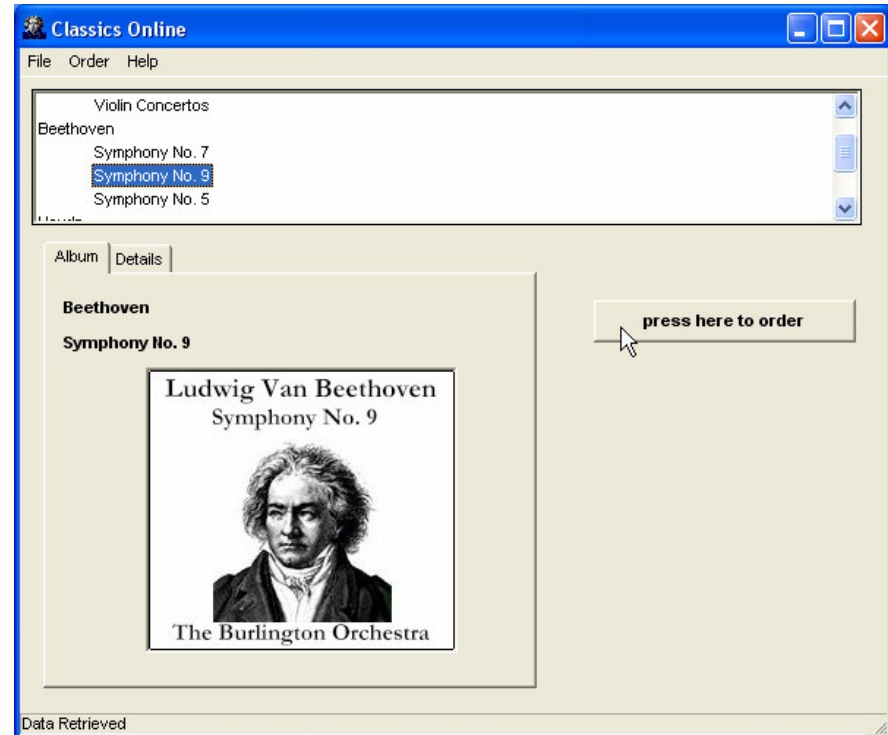 Classics Online
File Order Help
Violin Concertos
Beethoven
Symphony No. 7
Symphony No. 9
Symphony No. 5
Album Details
Beethoven
Symphony No. 9
press here to order
Ludwig Van Beethoven
Symphony No. 9
The Burlington Orchestra
Data Retrieved